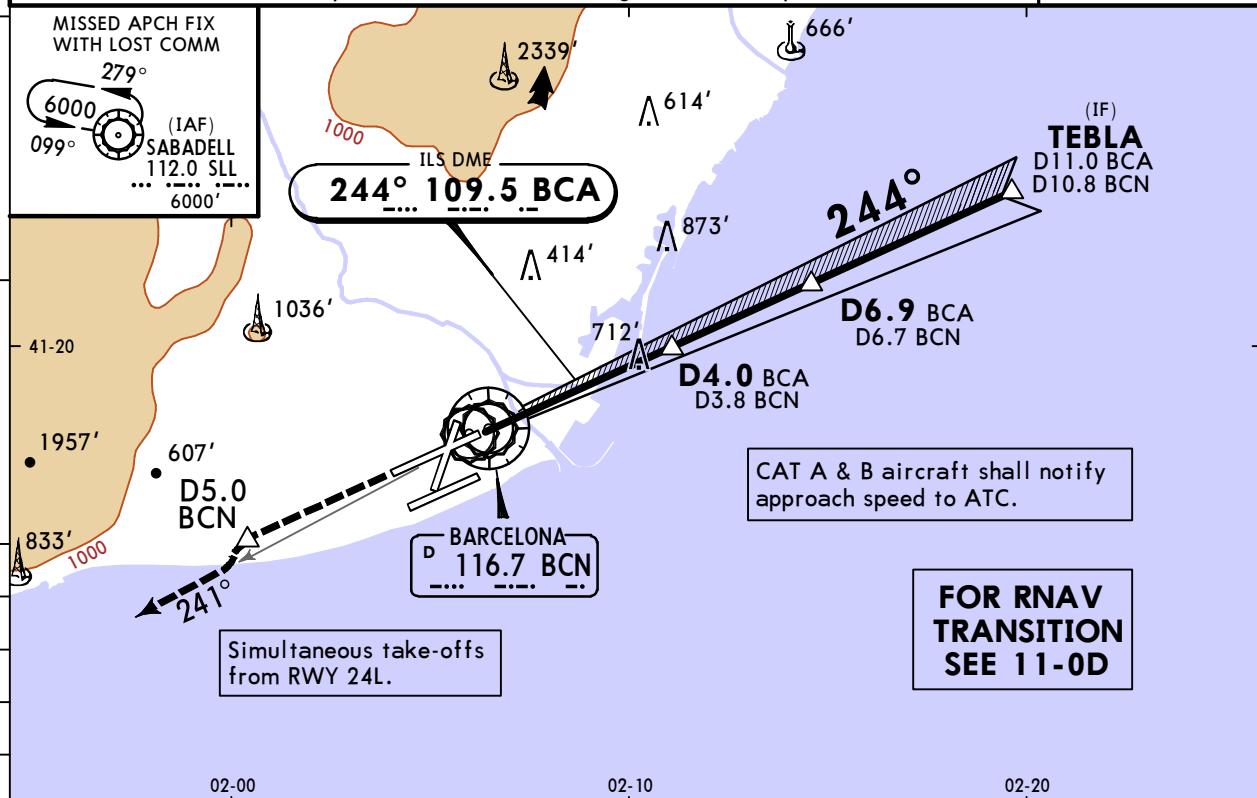 MISSED APCH FIX
WITH LOST COMM
279°
6000
099°
(IAF)
SABADELL
112.0 SLL
6000'
2339'
666'
614'
1000
ILS DME
244° 109.5 BCA
(IF)
TEBLA
D11.0 BCA
D10.8 BCN
244°
873'
414'
1036'
712'
D6.9 BCA
D6.7 BCN
41-20
D4.0 BCA
D3.8 BCN
1957'
607'
D5.0
BCN
CAT A & B aircraft shall notify
approach speed to ATC.
833'
1000
BARCELONA
D 116.7 BCN
241°
FOR RNAV
TRANSITION
SEE 11-0D
Simultaneous take-offs
from RWY 24L.
02-00
02-10
02-20